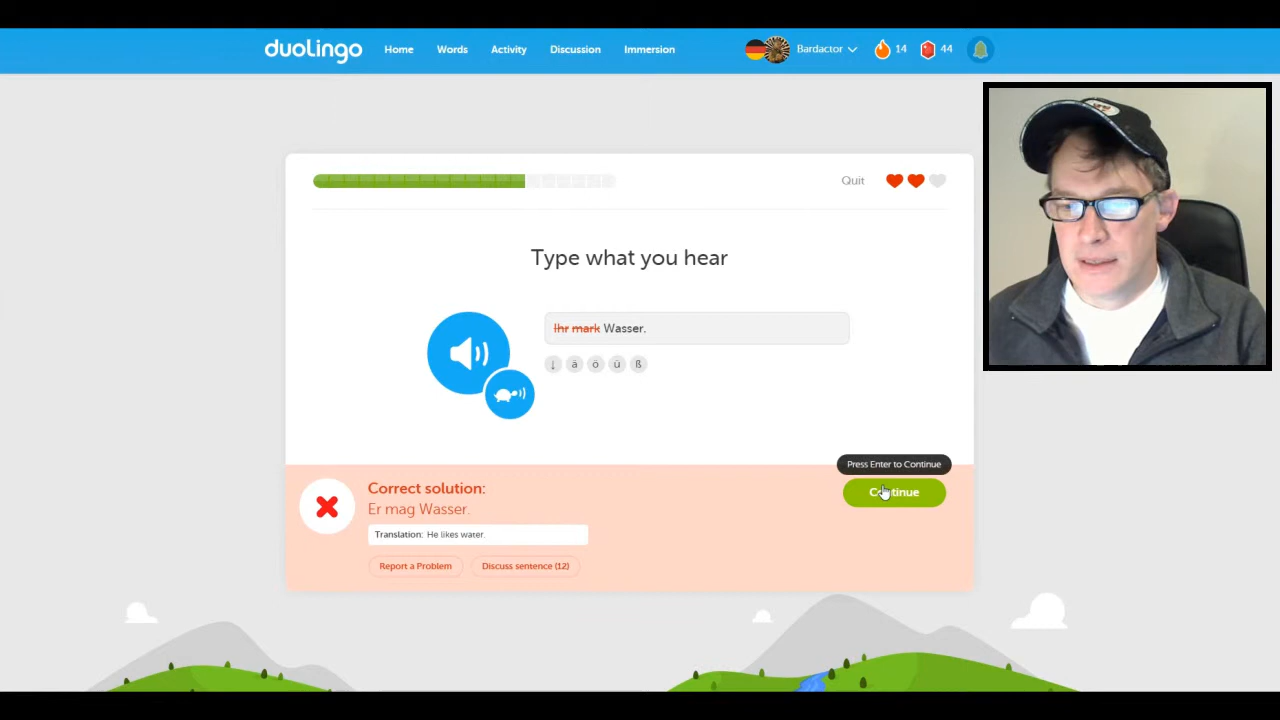 duolingo Home Words Activity Discussion Immersion Bardactor 14 44
Quit
Type what you hear
Ihr mark Wasser.
↓ ä ö ü ß
Press Enter to Continue
Correct solution:
Continue
Er mag Wasser.
Translation: He likes water.
Report a Problem Discuss sentence (12)